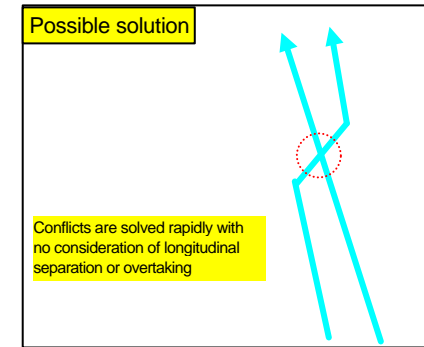 Possible solution
Conflicts are solved rapidly with
no consideration of longitudinal
separation or overtaking